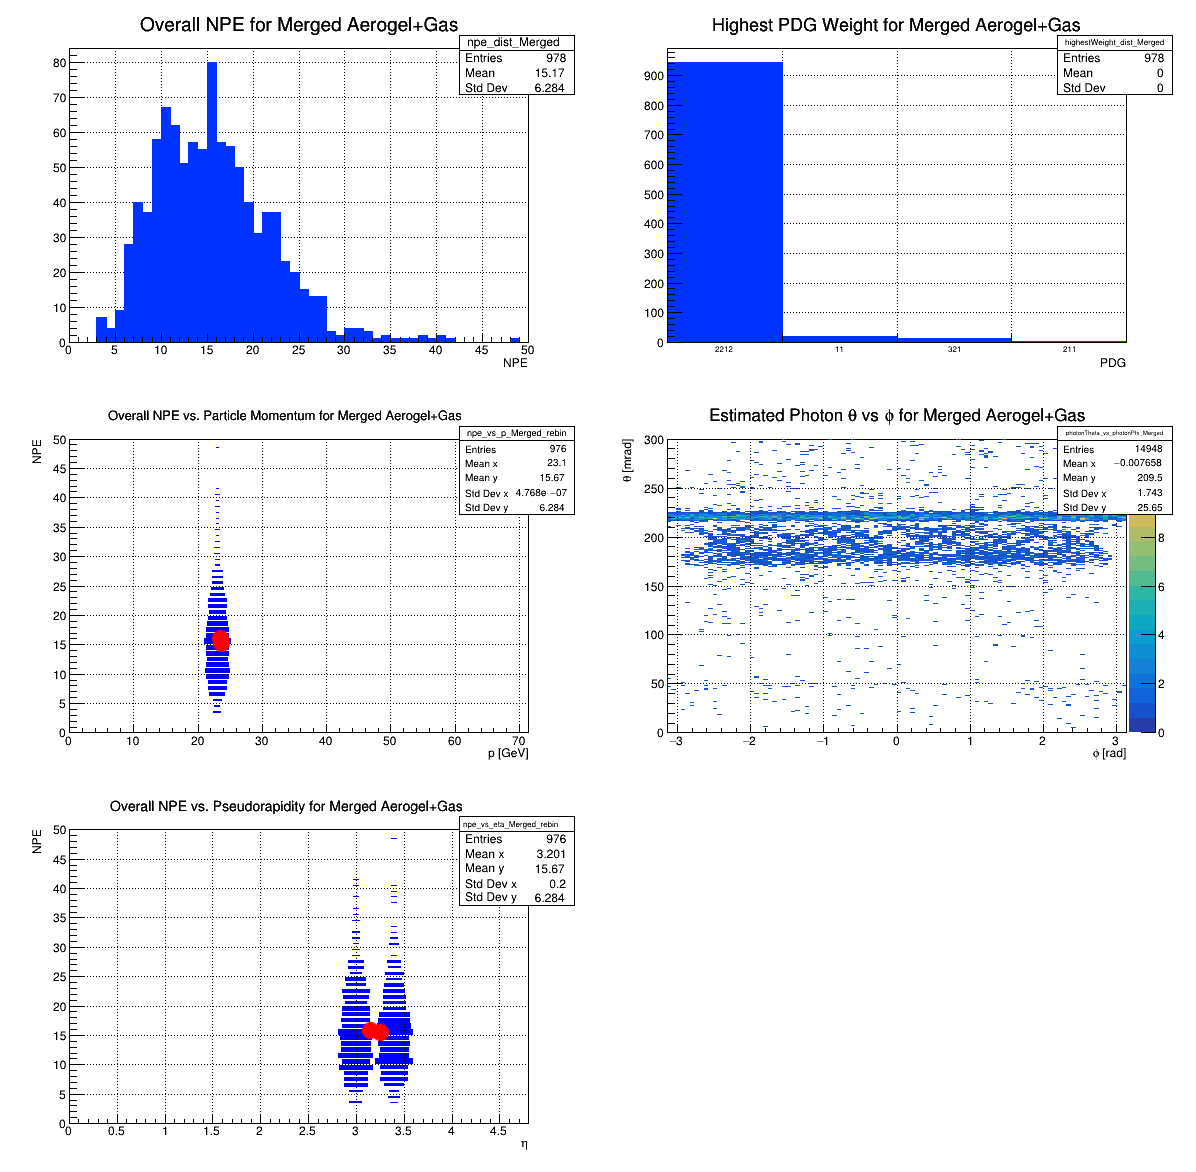 Overall NPE for Merged Aerogel+Gas
npe_dist_Merged
Entries 978
Mean 15.17
Std Dev 6.284
80
70
60
50
40
30
20
10
0
0 5 10 15 20 25 30 35 40 45 50
NPE
Highest PDG Weight for Merged Aerogel+Gas
highestWeight_dist_Merged
Entries 978
Mean 0
Std Dev 0
900
800
700
600
500
400
300
200
100
0
2212 11 321 211
PDG
Overall NPE vs. Particle Momentum for Merged Aerogel+Gas
npe_vs_p_Merged_rebin
Entries 976
Mean x 23.1
Mean y 15.67
Std Dev x 4.768e −07
Std Dev y 6.284
NPE
50
45
40
35
30
25
20
15
10
5
0
0 10 20 30 40 50 60 70
p [GeV]
Estimated Photon θ vs ϕ for Merged Aerogel+Gas
photonTheta_vs_photonPhi_Merged
Entries 14948
Mean x −0.007658
Mean y 209.5
Std Dev x 1.743
Std Dev y 25.65
θ [mrad]
300
250
200
150
100
50
0
−3 −2 −1 0 1 2 3
ϕ [rad]
8
6
4
2
0
Overall NPE vs. Pseudorapidity for Merged Aerogel+Gas
npe_vs_eta_Merged_rebin
Entries 976
Mean x 3.201
Mean y 15.67
Std Dev x 0.2
Std Dev y 6.284
NPE
50
45
40
35
30
25
20
15
10
5
0
0 0.5 1 1.5 2 2.5 3 3.5 4 4.5
η